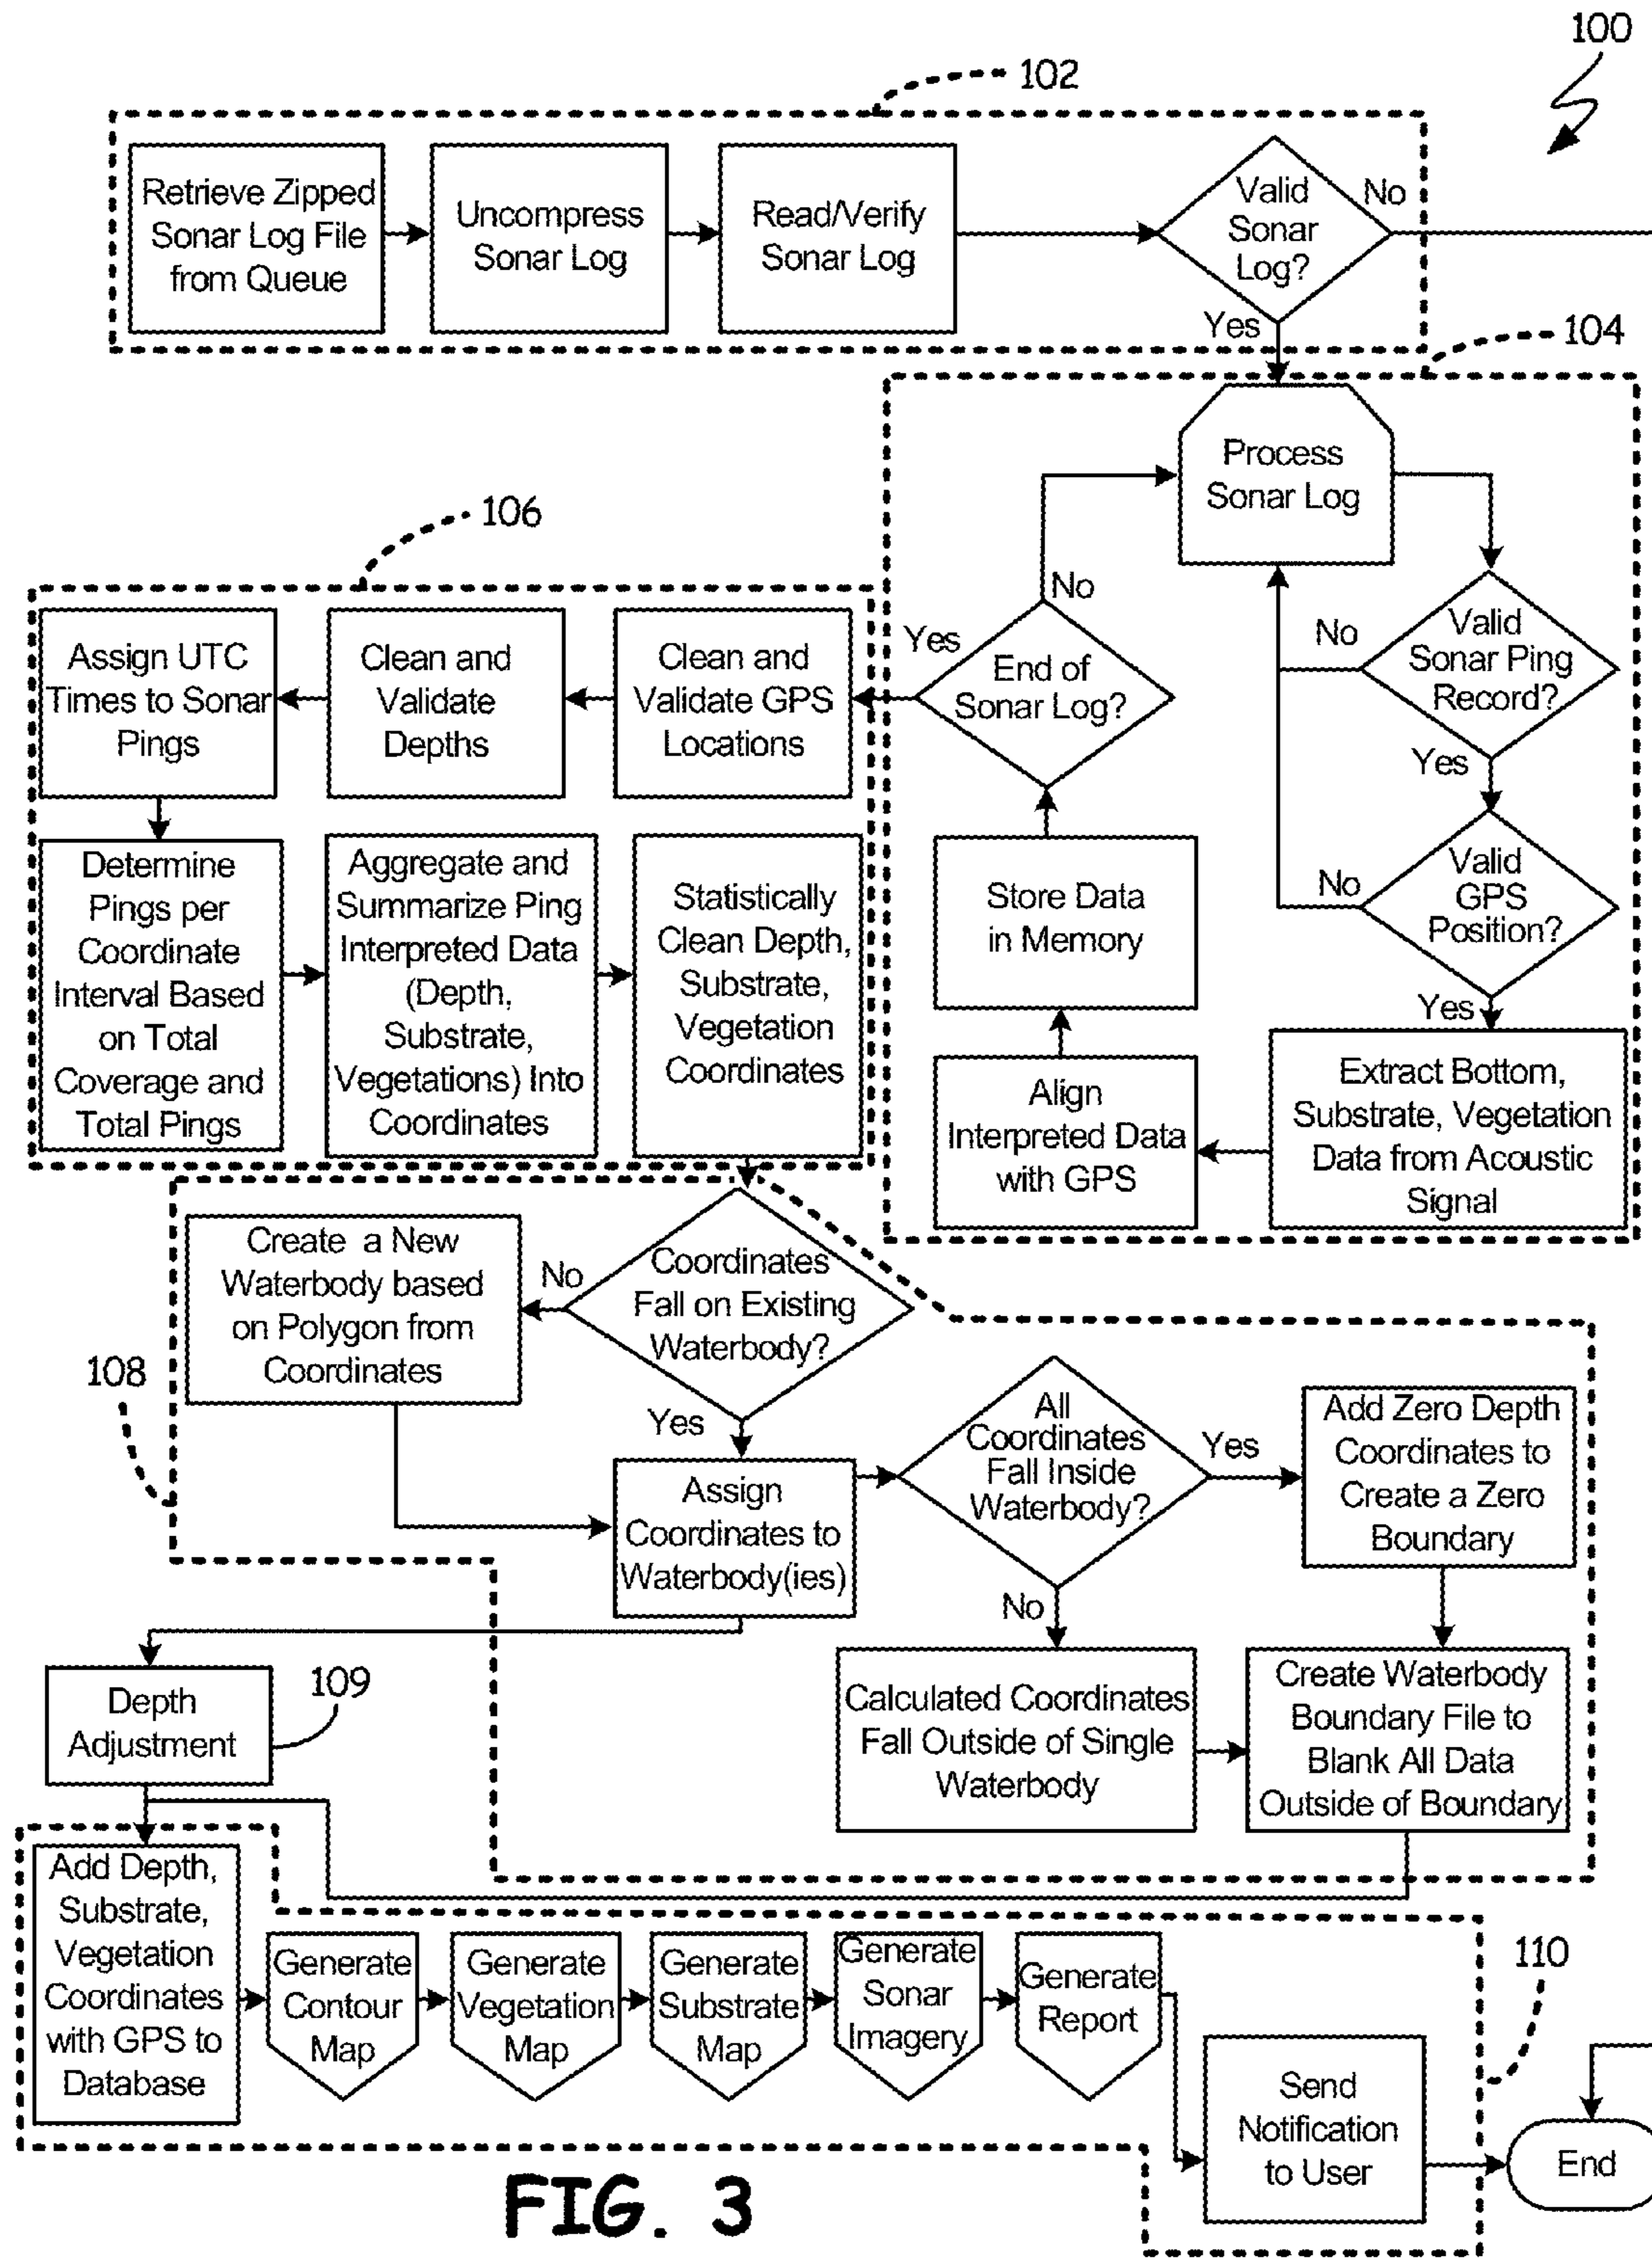 100
102
Retrieve Zipped
Sonar Log File
from Queue
Uncompress
Sonar Log
Read/Verify
Sonar Log
Valid
Sonar
Log?
No
Yes
104
Process
Sonar Log
106
No
Yes
End of
Sonar Log?
No
Valid
Sonar Ping
Record?
Yes
Assign UTC
Times to Sonar
Pings
Clean and
Validate
Depths
Clean and
Validate GPS
Locations
Determine
Pings per
Coordinate
Interval Based
on Total
Coverage and
Total Pings
Aggregate and
Summarize Ping
Interpreted Data
(Depth,
Substrate,
Vegetations) Into
Coordinates
Statistically
Clean Depth,
Substrate,
Vegetation
Coordinates
Store Data
in Memory
No
Valid
GPS
Position?
Yes
Align
Interpreted Data
with GPS
Extract Bottom,
Substrate, Vegetation
Data from Acoustic
Signal
Create a New
Waterbody based
on Polygon from
Coordinates
No
Coordinates
Fall on Existing
Waterbody?
Yes
108
Assign
Coordinates to
Waterbody(ies)
All
Coordinates
Fall Inside
Waterbody?
Yes
No
Add Zero Depth
Coordinates to
Create a Zero
Boundary
Depth
Adjustment
109
Calculated Coordinates
Fall Outside of Single
Waterbody
Create Waterbody
Boundary File to
Blank All Data
Outside of Boundary
Add Depth,
Substrate,
Vegetation
Coordinates
with GPS to
Database
Generate
Contour
Map
Generate
Vegetation
Map
Generate
Substrate
Map
Generate
Sonar
Imagery
Generate
Report
110
Send
Notification
to User
End
FIG. 3